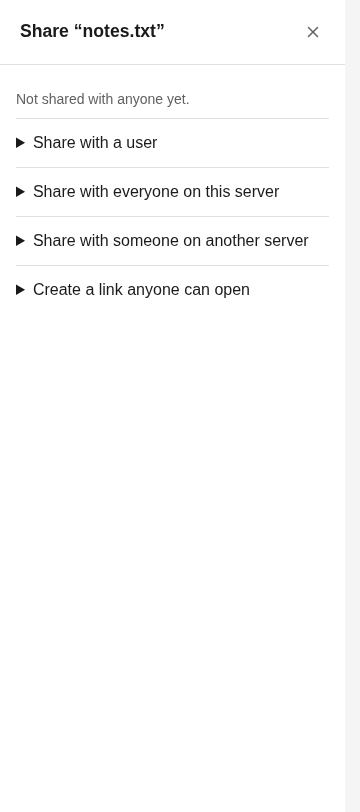 Share “notes.txt”
Not shared with anyone yet.
Share with a user
Share with everyone on this server
Share with someone on another server
Create a link anyone can open